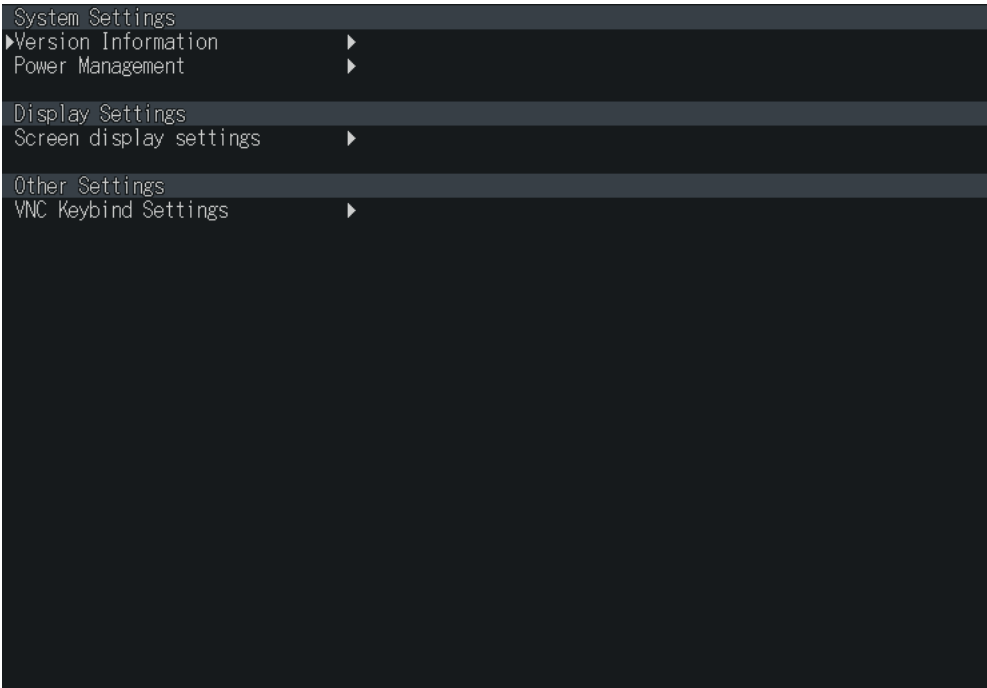 System Settings
Version Information
Power Management
Display Settings
Screen display settings
Other Settings
VNC Keybind Settings